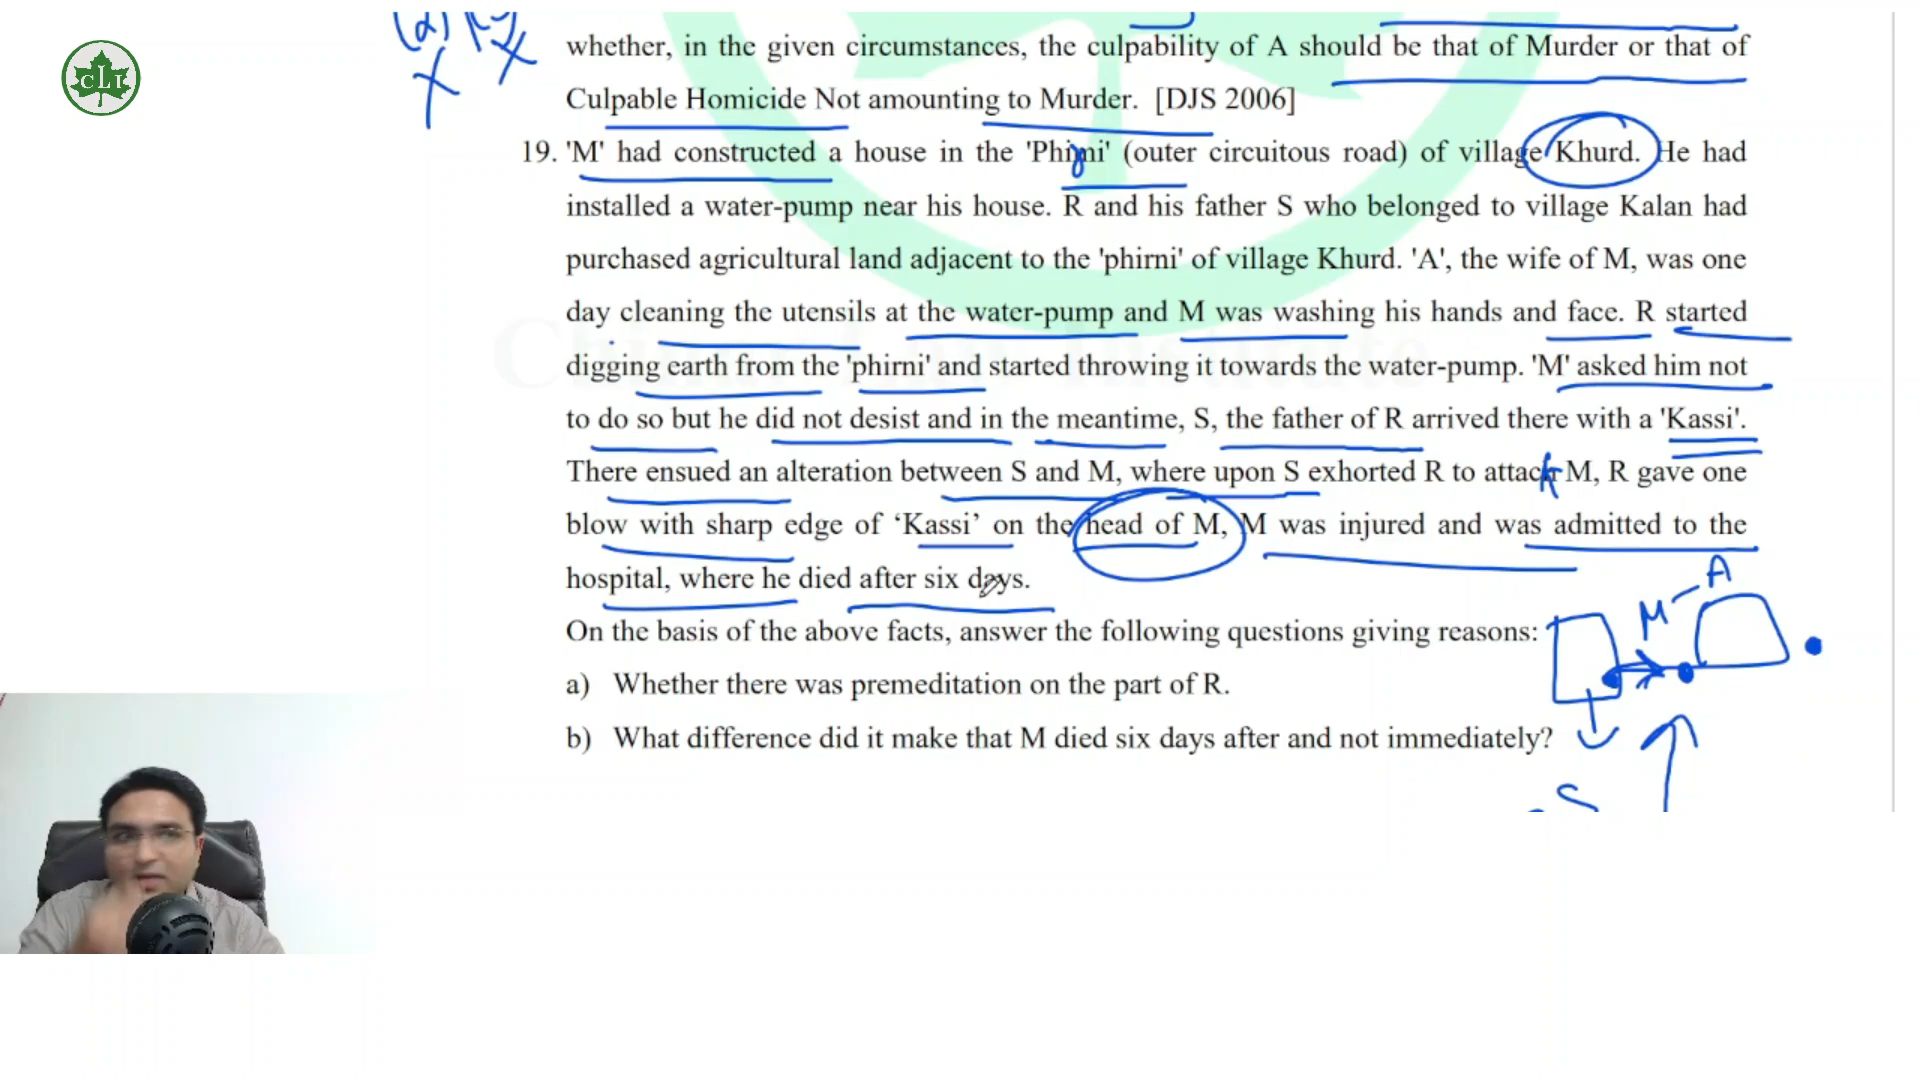 CLI
whether, in the given circumstances, the culpability of A should be that of Murder or that of
Culpable Homicide Not amounting to Murder. [DJS 2006]
19. 'M' had constructed a house in the 'Phirni' (outer circuitous road) of village Khurd. He had
installed a water-pump near his house. R and his father S who belonged to village Kalan had
purchased agricultural land adjacent to the 'phirni' of village Khurd. 'A', the wife of M, was one
day cleaning the utensils at the water-pump and M was washing his hands and face. R started
digging earth from the 'phirni' and started throwing it towards the water-pump. 'M' asked him not
to do so but he did not desist and in the meantime, S, the father of R arrived there with a 'Kassi'.
There ensued an alteration between S and M, where upon S exhorted R to attack M, R gave one
blow with sharp edge of ‘Kassi’ on the head of M, M was injured and was admitted to the
hospital, where he died after six days.
M - A
On the basis of the above facts, answer the following questions giving reasons:
a) Whether there was premeditation on the part of R.
b) What difference did it make that M died six days after and not immediately?